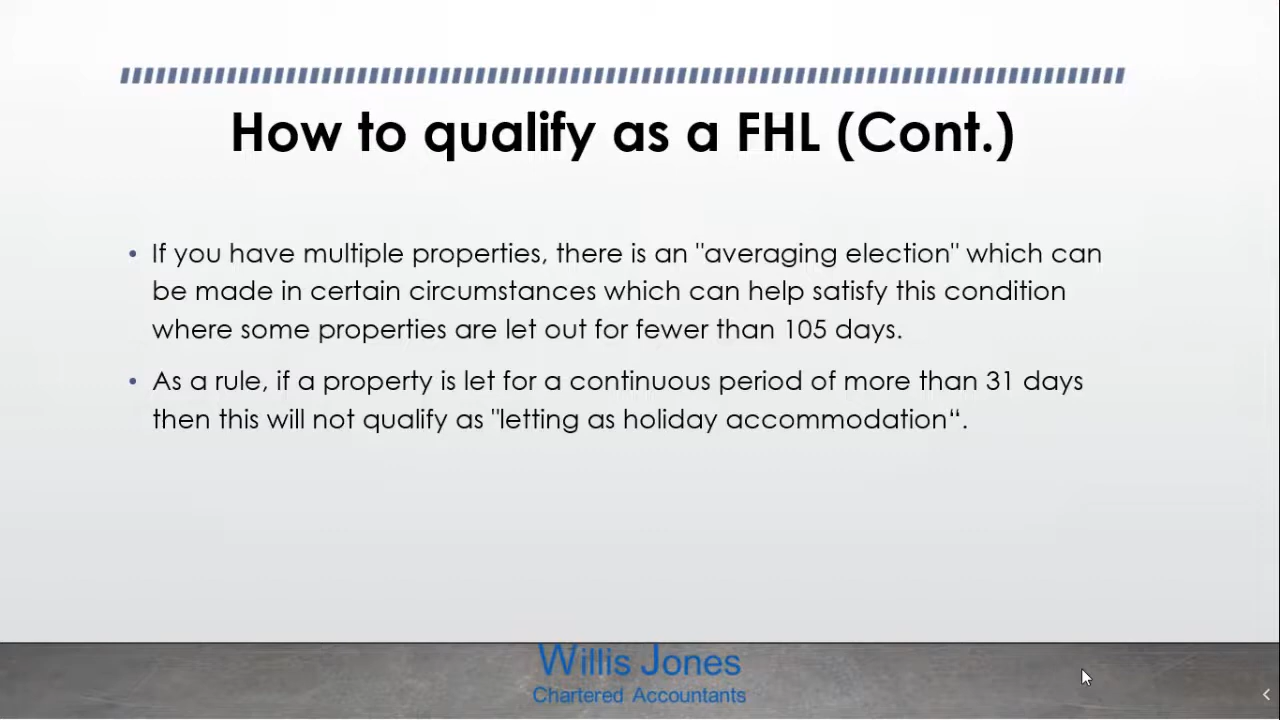 How to qualify as a FHL (Cont.)
• If you have multiple properties, there is an "averaging election" which can
be made in certain circumstances which can help satisfy this condition
where some properties are let out for fewer than 105 days.
• As a rule, if a property is let for a continuous period of more than 31 days
then this will not qualify as "letting as holiday accommodation“.
Willis Jones
Chartered Accountants